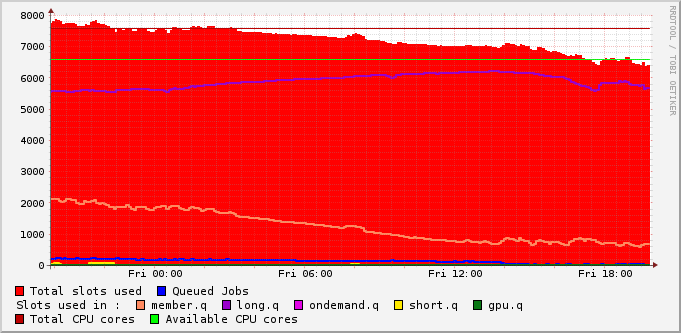 8000
7000
6000
5000
4000
3000
2000
1000
0
Fri 00:00 Fri 06:00 Fri 12:00 Fri 18:00
RRDTOOL / TOBI OETIKER
Total slots used Queued Jobs
Slots used in : member.q long.q ondemand.q short.q gpu.q
Total CPU cores Available CPU cores